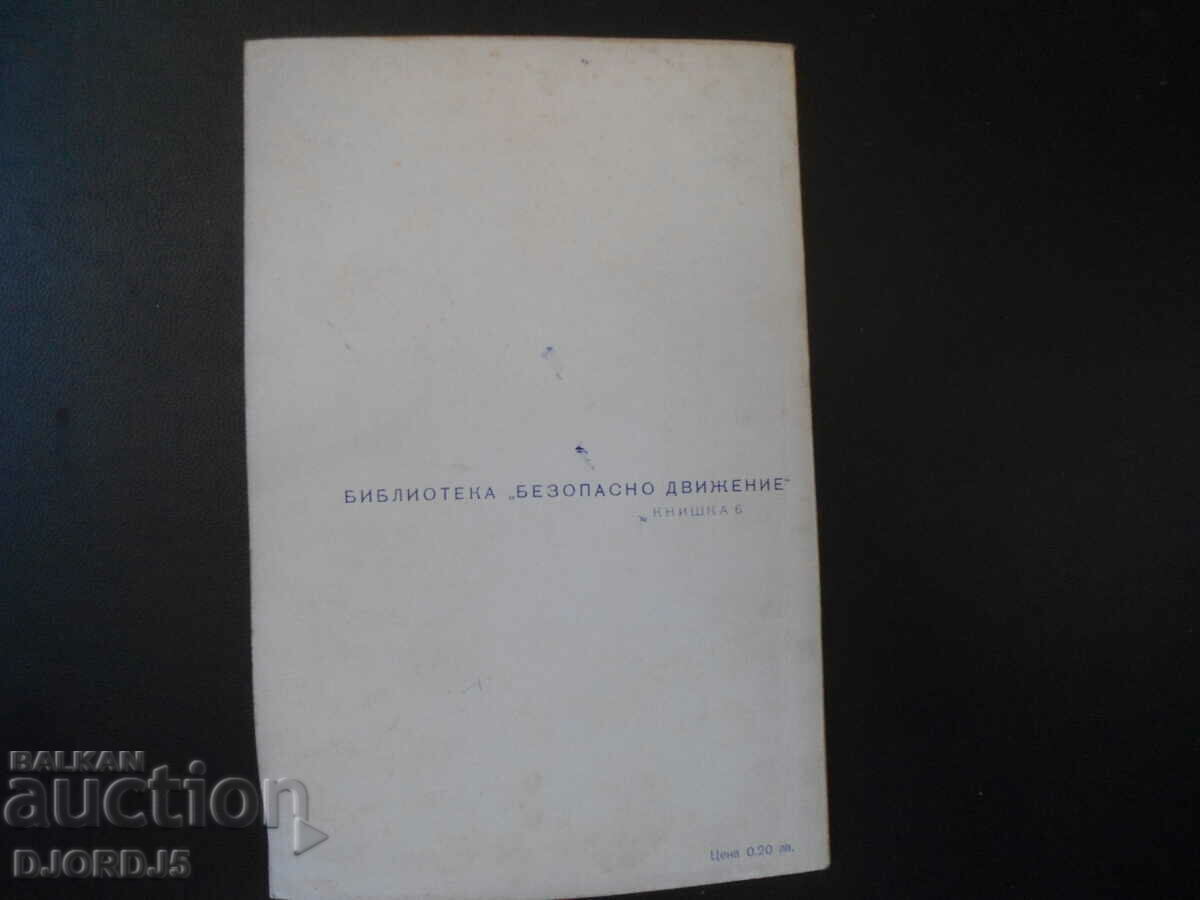 БИБЛИОТЕКА „БЕЗОПАСНО ДВИЖЕНИЕ“
КНИШКА 6
Цена 0.20 лв.
BALKAN
auction
DJORDJ5